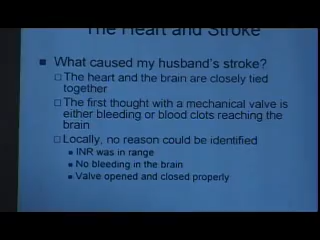 The Heart and Stroke
What caused my husband's stroke?
The heart and the brain are closely tied
together
The first thought with a mechanical valve is
either bleeding or blood clots reaching the
brain
Locally, no reason could be identified
INR was in range
No bleeding in the brain
Valve opened and closed properly